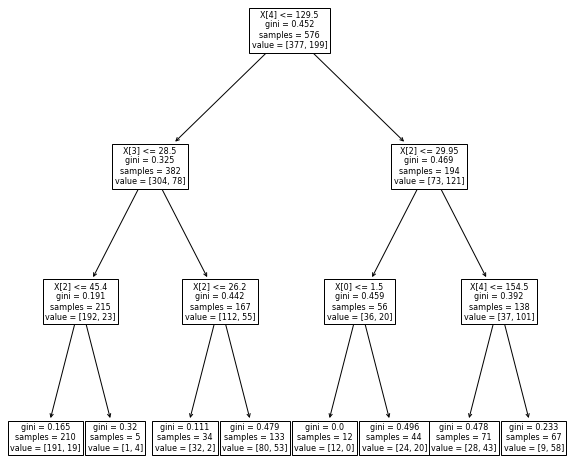 X[4] <= 129.5
gini = 0.452
samples = 576
value = [377, 199]
X[3] <= 28.5
gini = 0.325
samples = 382
value = [304, 78]
X[2] <= 29.95
gini = 0.469
samples = 194
value = [73, 121]
X[2] <= 45.4
gini = 0.191
samples = 215
value = [192, 23]
X[2] <= 26.2
gini = 0.442
samples = 167
value = [112, 55]
X[0] <= 1.5
gini = 0.459
samples = 56
value = [36, 20]
X[4] <= 154.5
gini = 0.392
samples = 138
value = [37, 101]
gini = 0.165
samples = 210
value = [191, 19]
gini = 0.32
samples = 5
value = [1, 4]
gini = 0.111
samples = 34
value = [32, 2]
gini = 0.479
samples = 133
value = [80, 53]
gini = 0.0
samples = 12
value = [12, 0]
gini = 0.496
samples = 44
value = [24, 20]
gini = 0.478
samples = 71
value = [28, 43]
gini = 0.233
samples = 67
value = [9, 58]